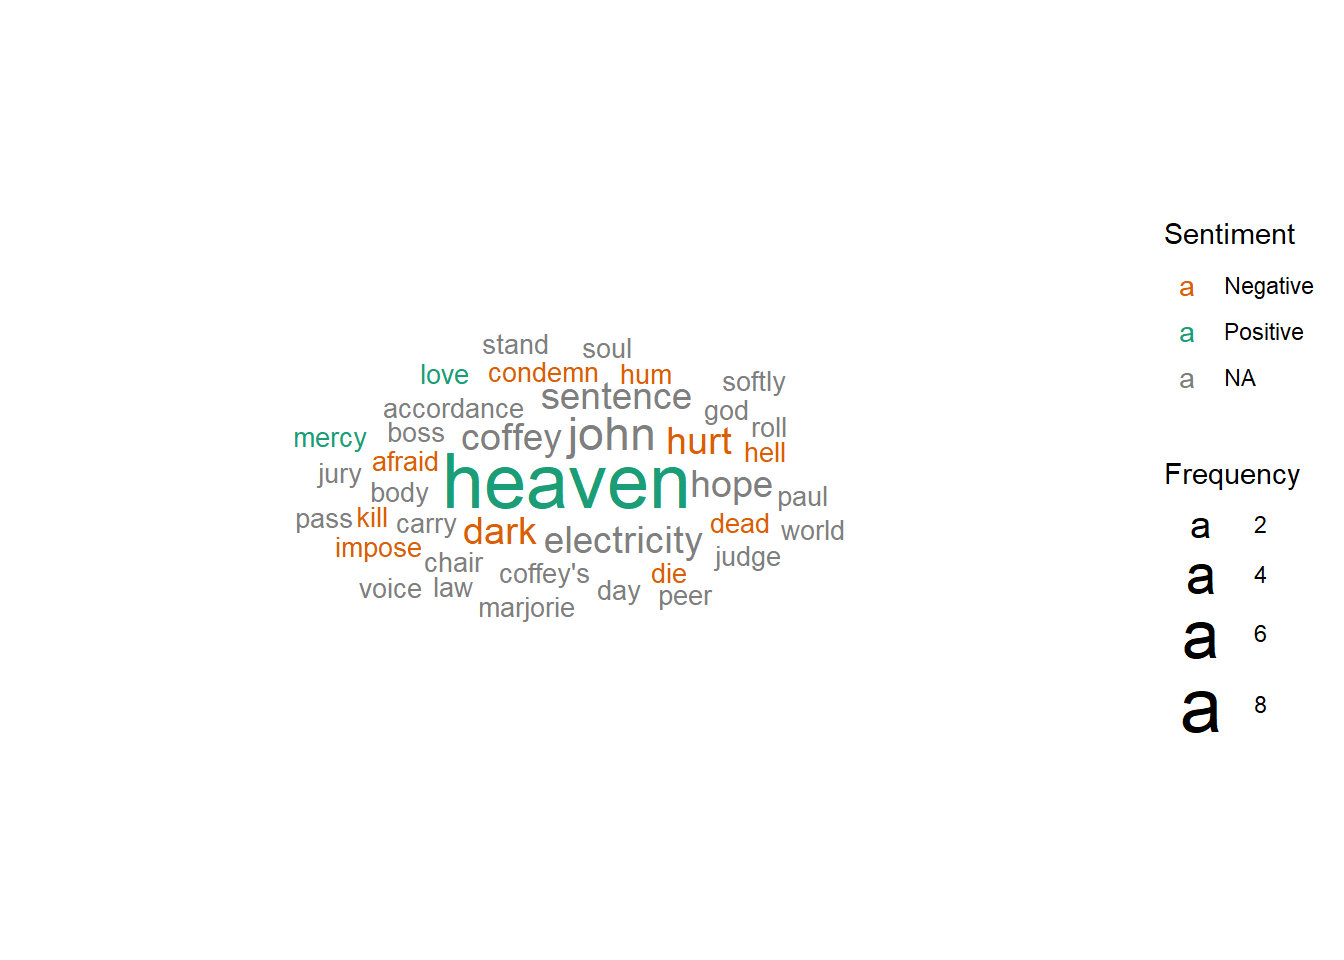 stand
soul
love
condemn
hum
softly
sentence
accordance
god
mercy
boss
coffey
john
hurt
roll
hell
jury
afraid
heaven
hope
body
paul
pass
kill
carry
dark
electricity
dead
world
impose
chair
judge
coffey's
die
voice
law
day
peer
marjorie
Sentiment
a Negative
a Positive
a NA
Frequency
a 2
a 4
a 6
a 8